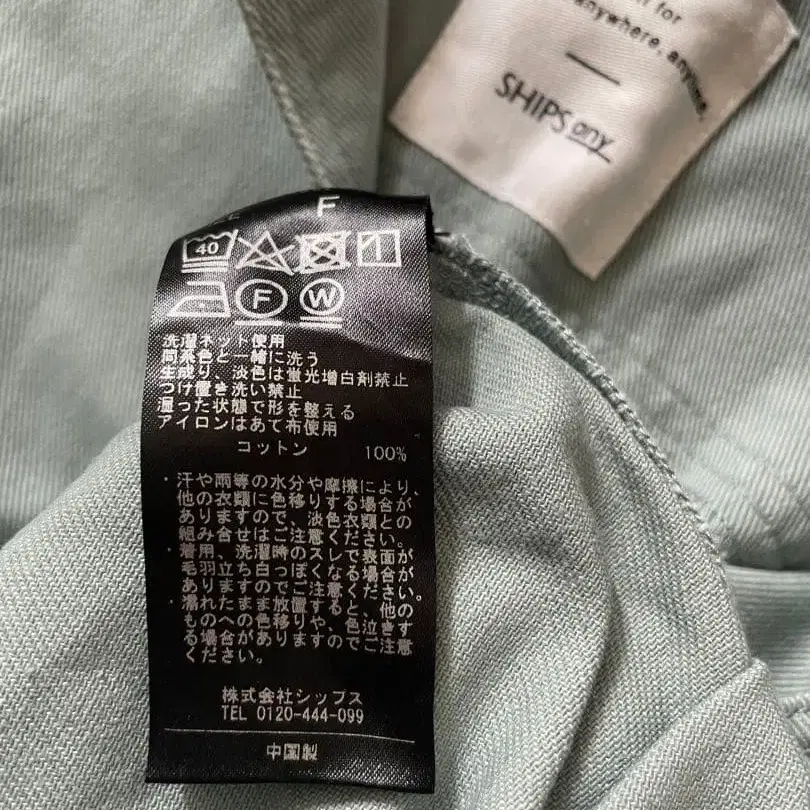 for
anywhere, anytime.
SHIPS any
F
40
F W
洗濯ネット使用
同系色と一緒に洗う
生成り、淡色は蛍光増白剤禁止
つけ置き洗い禁止
湿った状態で形を整える
アイロンはあて布使用
コットン 100%
・汗や雨等の水分や摩擦により、
他の衣類に色移りする場合が
ありますので、淡色衣類との
組み合せはご注意ください。
・着用、洗濯時のスレで表面が
毛羽立ち白っぽくなる場合が
ありますのでご注意ください。
・濡れたまま放置すると、他の
ものへの色移りや、色泣きす
る場合がありますのでご注意
ください。
株式会社シップス
TEL 0120-444-099
中国製